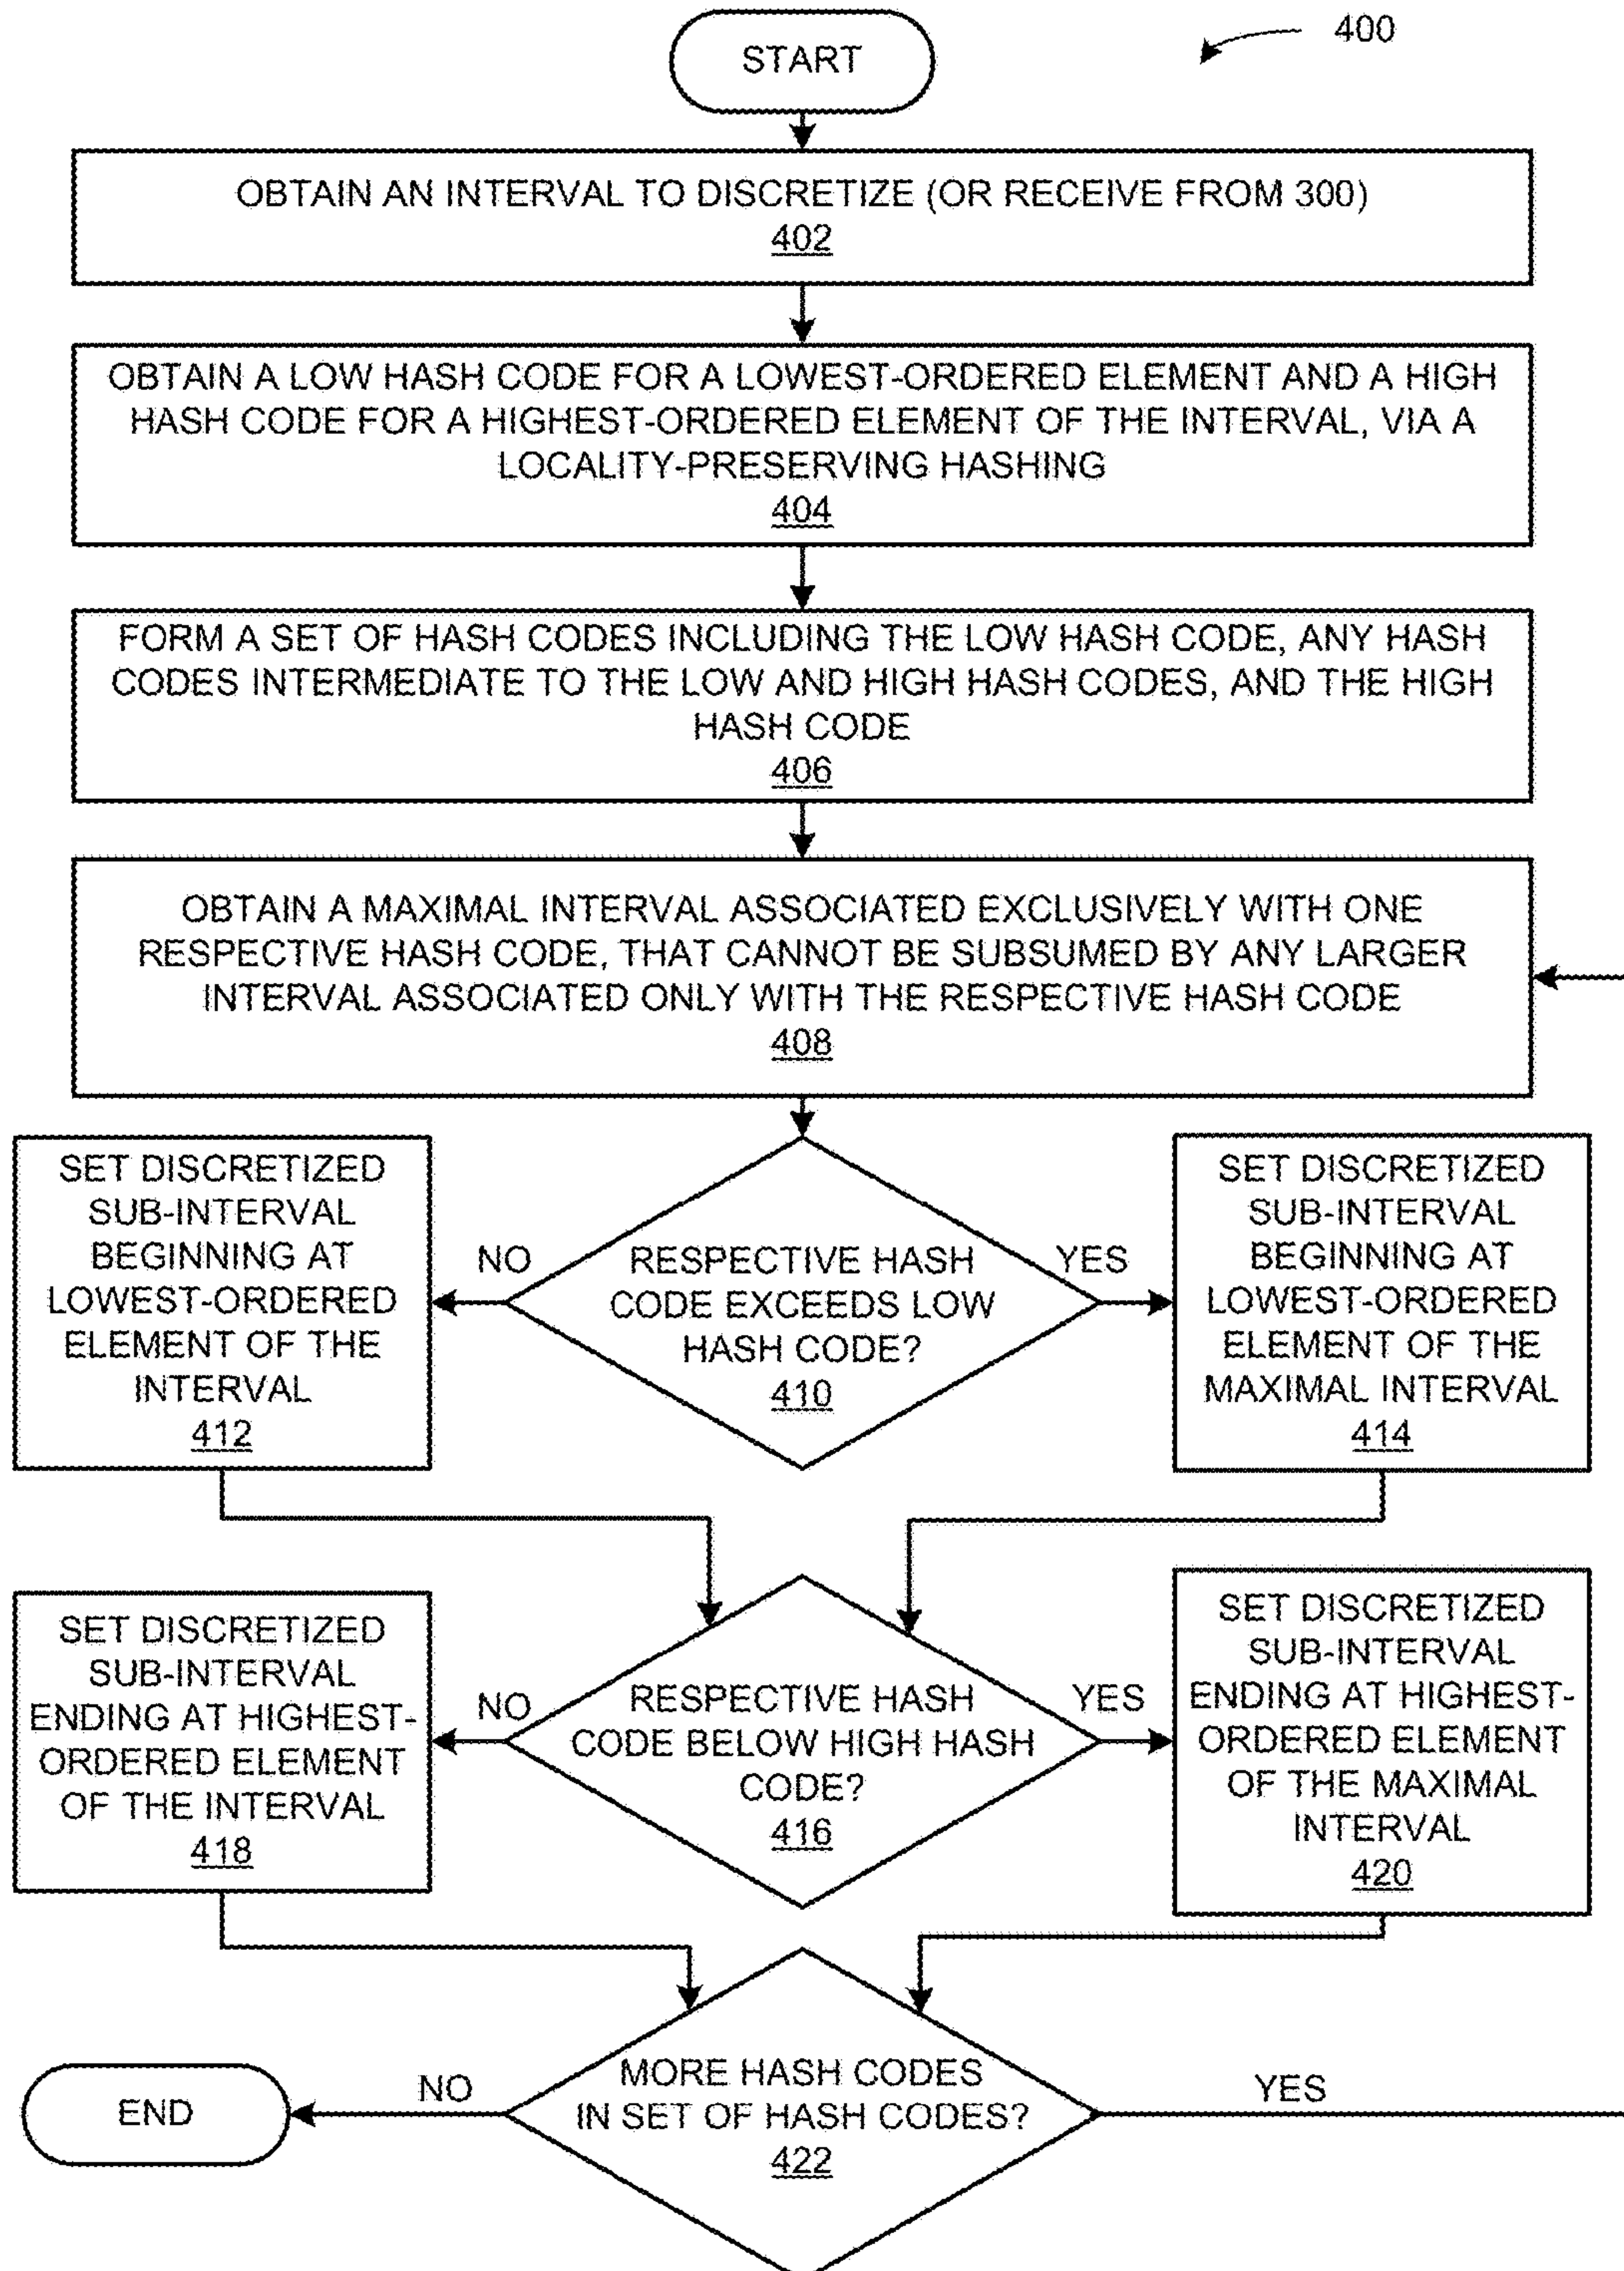 400
START
OBTAIN AN INTERVAL TO DISCRETIZE (OR RECEIVE FROM 300)
402
OBTAIN A LOW HASH CODE FOR A LOWEST-ORDERED ELEMENT AND A HIGH
HASH CODE FOR A HIGHEST-ORDERED ELEMENT OF THE INTERVAL, VIA A
LOCALITY-PRESERVING HASHING
404
FORM A SET OF HASH CODES INCLUDING THE LOW HASH CODE, ANY HASH
CODES INTERMEDIATE TO THE LOW AND HIGH HASH CODES, AND THE HIGH
HASH CODE
406
OBTAIN A MAXIMAL INTERVAL ASSOCIATED EXCLUSIVELY WITH ONE
RESPECTIVE HASH CODE, THAT CANNOT BE SUBSUMED BY ANY LARGER
INTERVAL ASSOCIATED ONLY WITH THE RESPECTIVE HASH CODE
408
RESPECTIVE HASH
CODE EXCEEDS LOW
HASH CODE?
410
NO
SET DISCRETIZED
SUB-INTERVAL
BEGINNING AT
LOWEST-ORDERED
ELEMENT OF THE
INTERVAL
412
YES
SET DISCRETIZED
SUB-INTERVAL
BEGINNING AT
LOWEST-ORDERED
ELEMENT OF THE
MAXIMAL INTERVAL
414
RESPECTIVE HASH
CODE BELOW HIGH HASH
CODE?
416
NO
SET DISCRETIZED
SUB-INTERVAL
ENDING AT HIGHEST-
ORDERED ELEMENT
OF THE INTERVAL
418
YES
SET DISCRETIZED
SUB-INTERVAL
ENDING AT HIGHEST-
ORDERED ELEMENT
OF THE MAXIMAL
INTERVAL
420
MORE HASH CODES
IN SET OF HASH CODES?
422
NO
END
YES